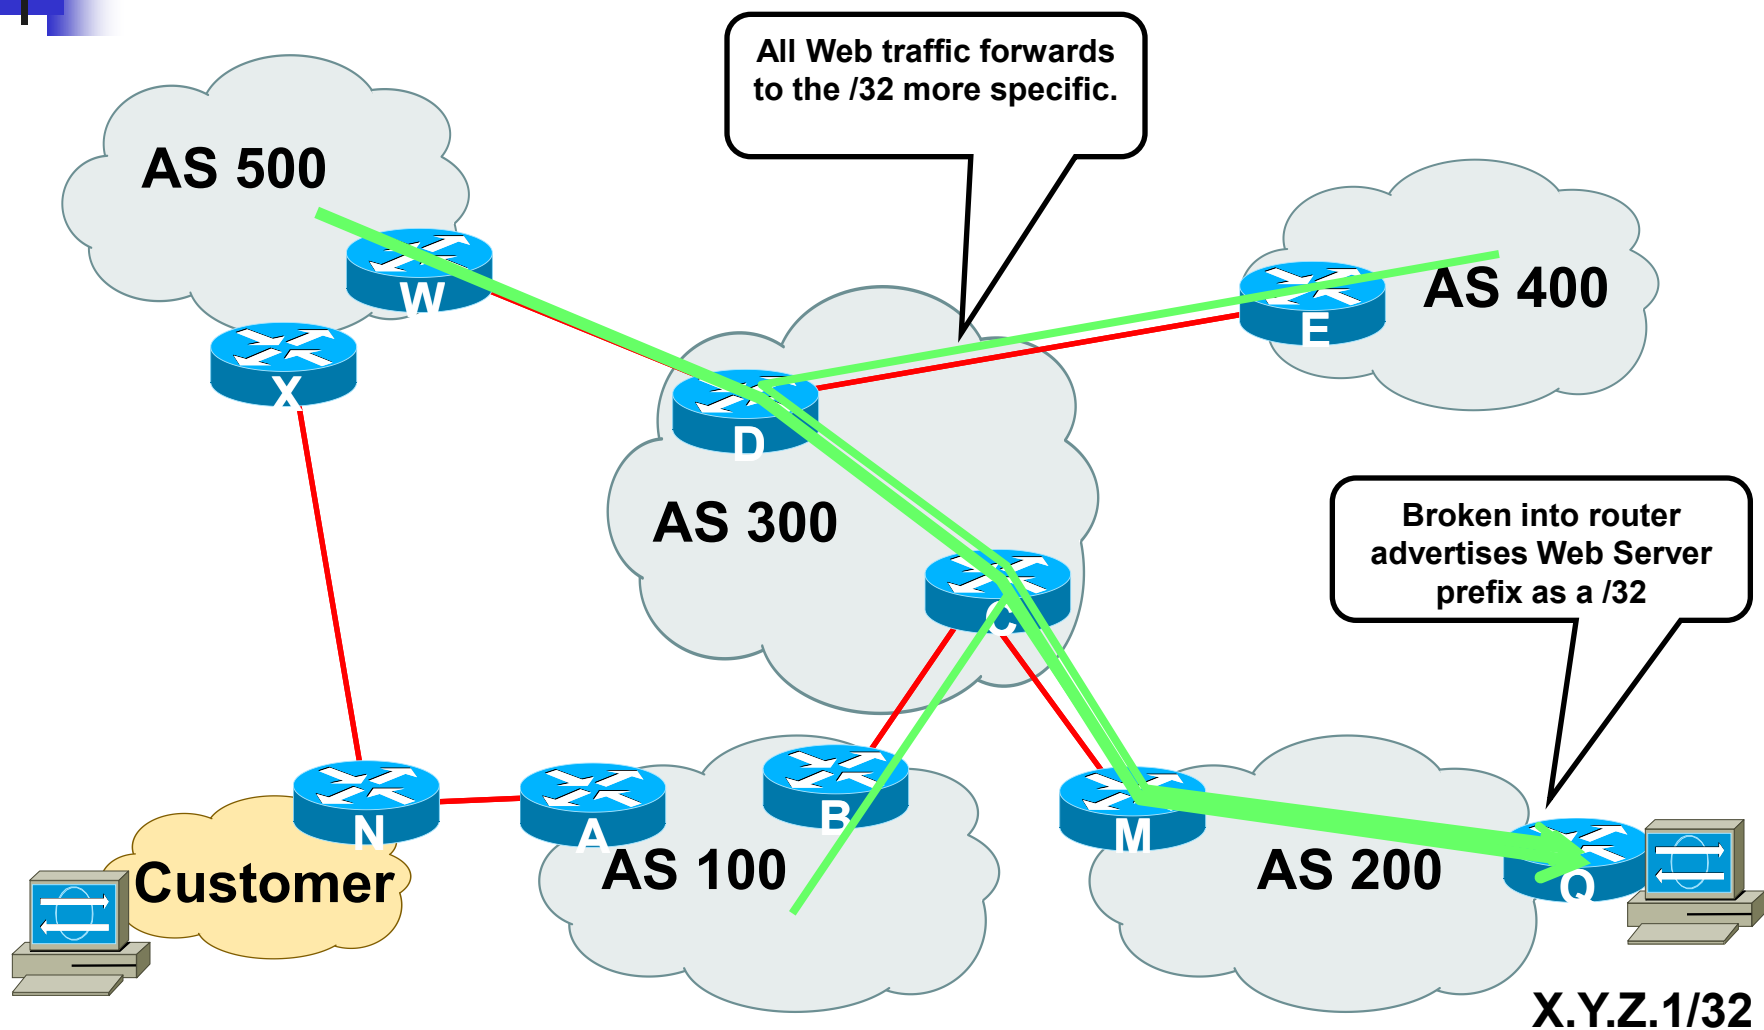 All Web traffic forwards
to the /32 more specific.
AS 500
W
X
AS 400
E
D
AS 300
C
Broken into router
advertises Web Server
prefix as a /32
N
A
B
M
Customer
AS 100
AS 200
Q
X.Y.Z.1/32